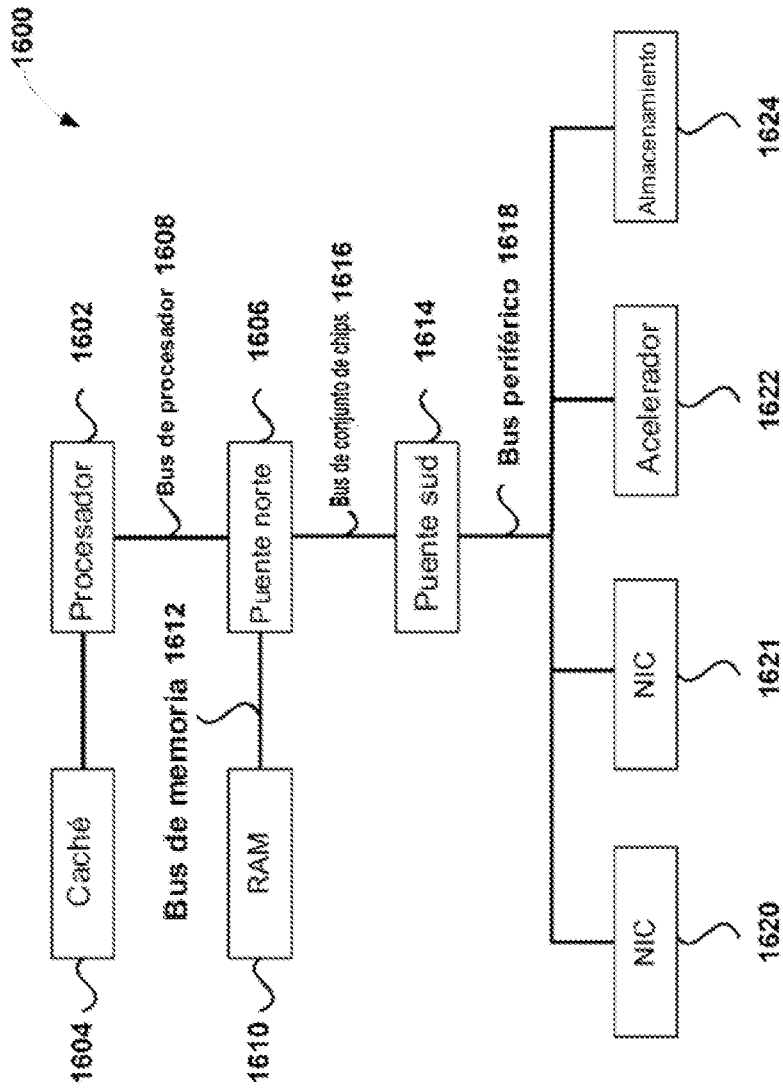 1600
1604
Caché
Procesador
1602
Bus de procesador 1608
Bus de memoria 1612
1610
RAM
Puente norte
1606
Bus de conjunto de chips 1616
Puente sud
1614
Bus periférico 1618
NIC
NIC
Acelerador
Almacenamiento
1620
1621
1622
1624